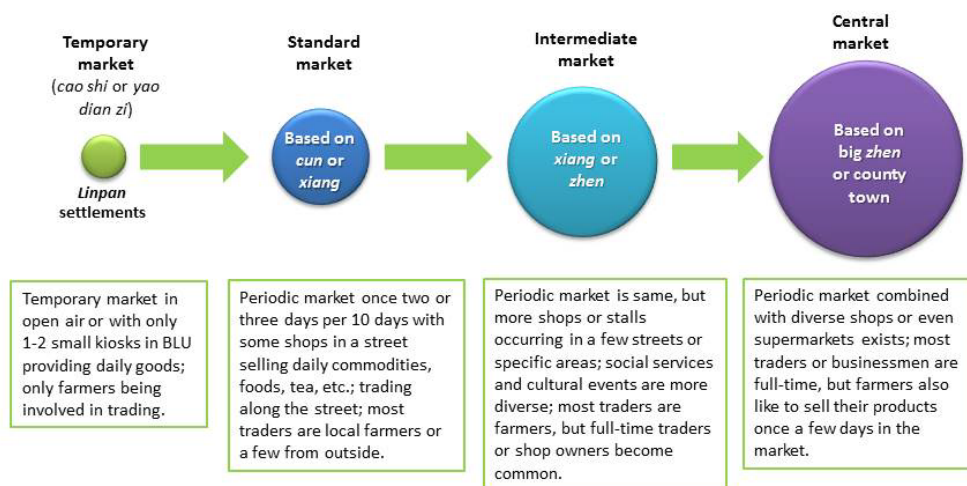 Temporary
market
(cao shi or yao
dian zi)
Linpan
settlements
Standard
market
Based on
cun or
xiang
Intermediate
market
Based on
xiang or
zhen
Central
market
Based on
big zhen
or county
town
Temporary market in
open air or with only
1-2 small kiosks in BLU
providing daily goods;
only farmers being
involved in trading.
Periodic market once two or
three days per 10 days with
some shops in a street
selling daily commodities,
foods, tea, etc.; trading
along the street; most
traders are local farmers or
a few from outside.
Periodic market is same, but
more shops or stalls
occurring in a few streets or
specific areas; social services
and cultural events are more
diverse; most traders are
farmers, but full-time traders
or shop owners become
common.
Periodic market combined
with diverse shops or even
supermarkets exists; most
traders or businessmen are
full-time, but farmers also
like to sell their products
once a few days in the
market.